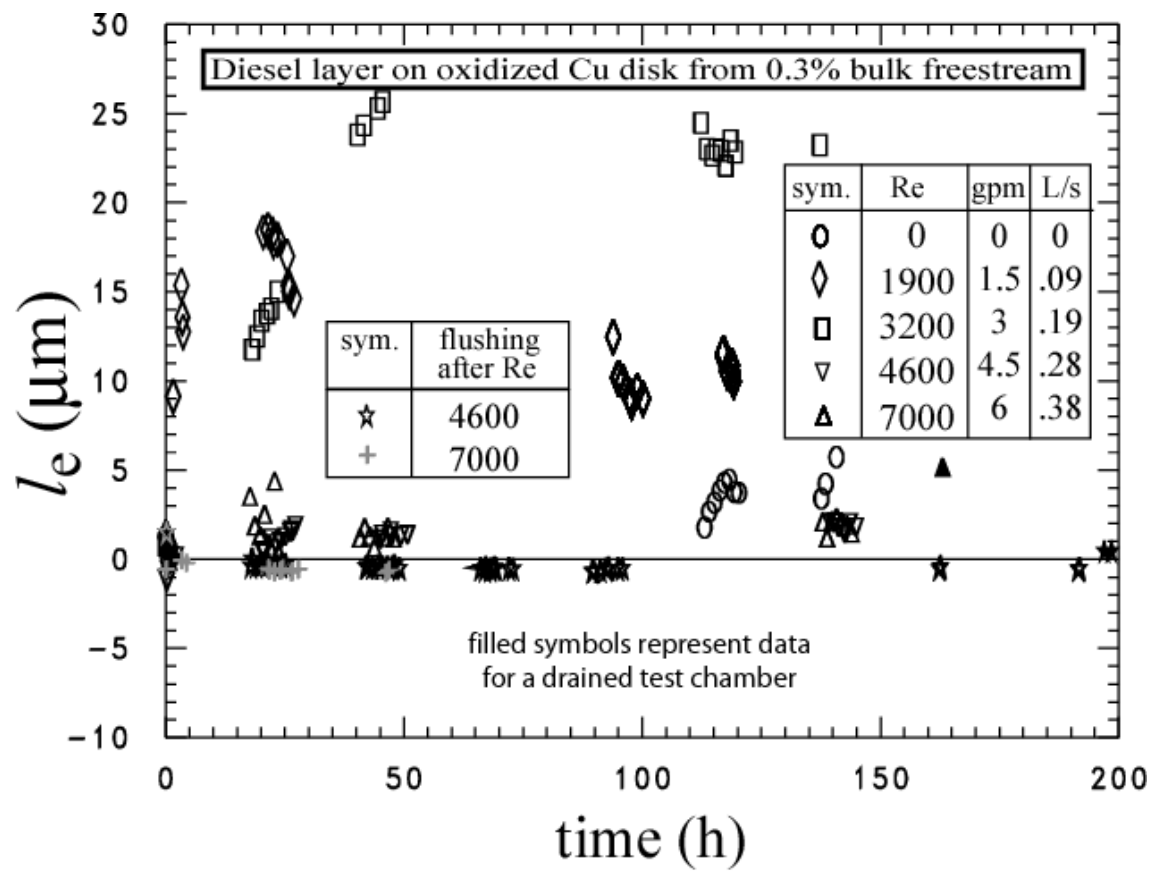 30
25
20
15
10
5
0
−5
−10
Diesel layer on oxidized Cu disk from 0.3% bulk freestream
sym. Re gpm L/s
0 0 0
1900 1.5 .09
3200 3 .19
4600 4.5 .28
7000 6 .38
sym. flushing
after Re
4600
7000
filled symbols represent data
for a drained test chamber
lₑ (μm)
0 50 100 150 200
time (h)